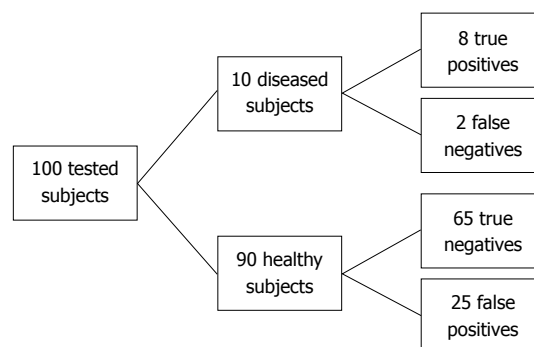 100 tested
subjects
10 diseased
subjects
8 true
positives
2 false
negatives
90 healthy
subjects
65 true
negatives
25 false
positives